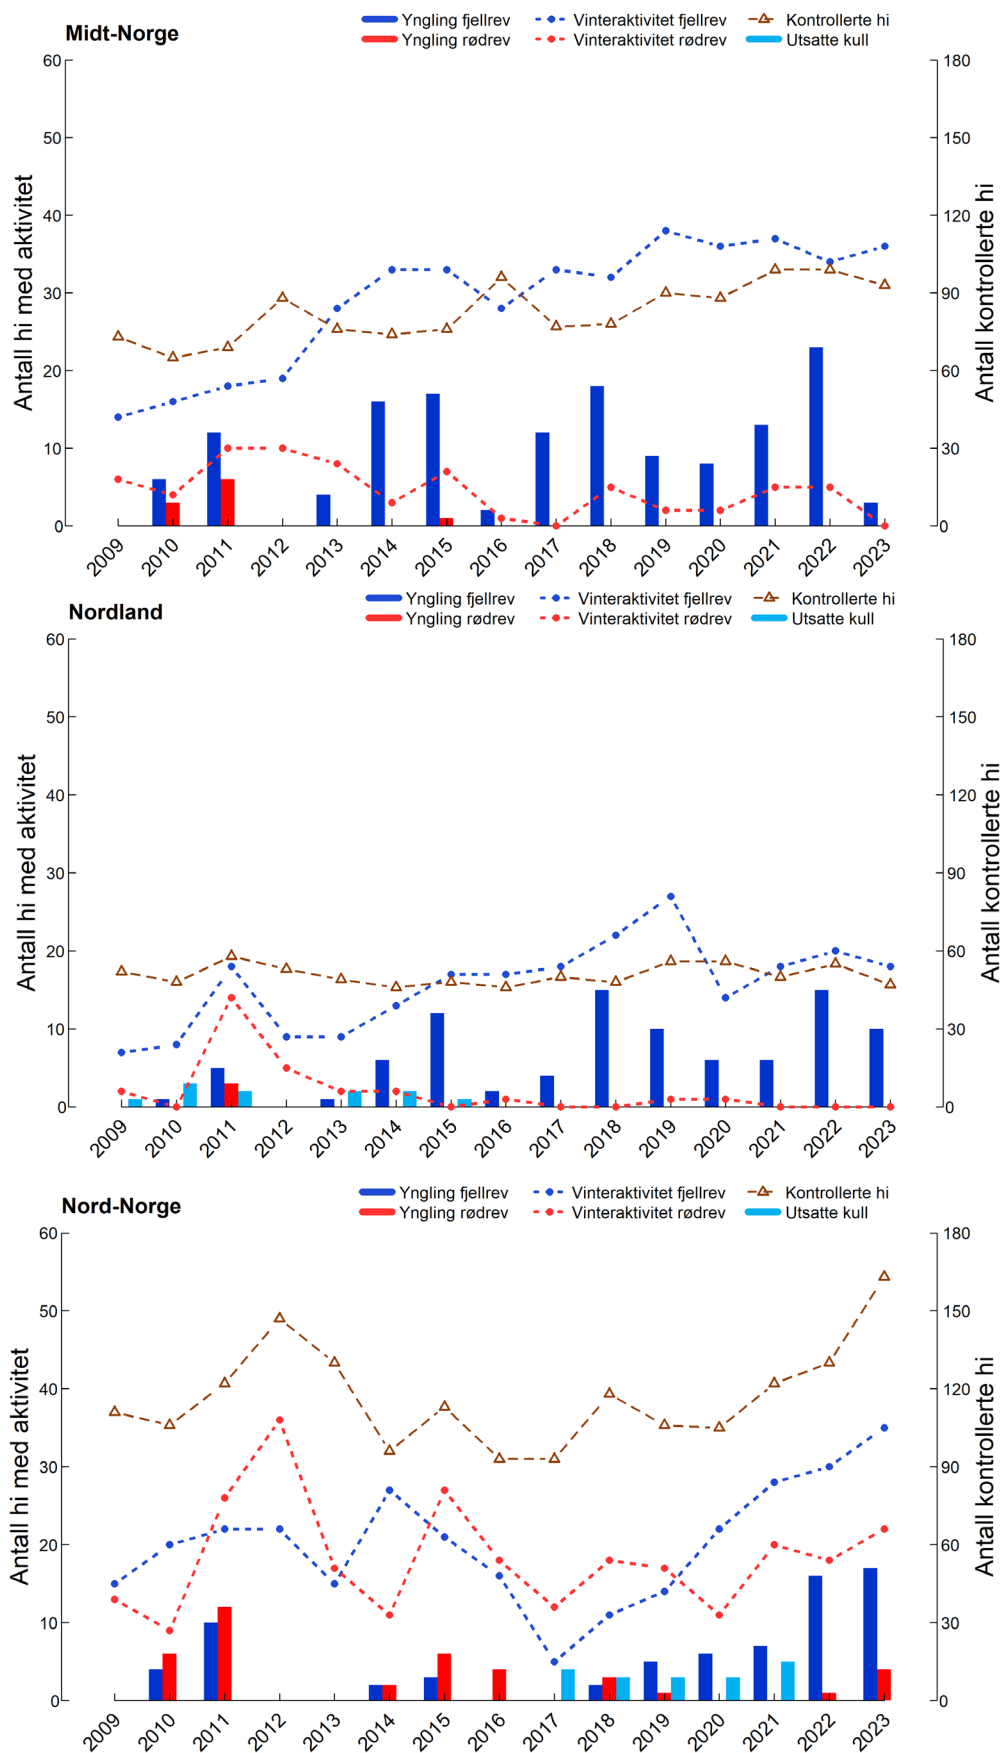 Midt-Norge
Yngling fjellrev Vinteraktivitet fjellrev Kontrollerte hi
Yngling rødrev Vinteraktivitet rødrev Utsatte kull
60 180
50 150
40 120
30 90
20 60
10 30
0 0
Antall hi med aktivitet
Antall kontrollerte hi
2009 2010 2011 2012 2013 2014 2015 2016 2017 2018 2019 2020 2021 2022 2023
Nordland
Yngling fjellrev Vinteraktivitet fjellrev Kontrollerte hi
Yngling rødrev Vinteraktivitet rødrev Utsatte kull
60 180
50 150
40 120
30 90
20 60
10 30
0 0
Antall hi med aktivitet
Antall kontrollerte hi
2009 2010 2011 2012 2013 2014 2015 2016 2017 2018 2019 2020 2021 2022 2023
Nord-Norge
Yngling fjellrev Vinteraktivitet fjellrev Kontrollerte hi
Yngling rødrev Vinteraktivitet rødrev Utsatte kull
60 180
50 150
40 120
30 90
20 60
10 30
0 0
Antall hi med aktivitet
Antall kontrollerte hi
2009 2010 2011 2012 2013 2014 2015 2016 2017 2018 2019 2020 2021 2022 2023